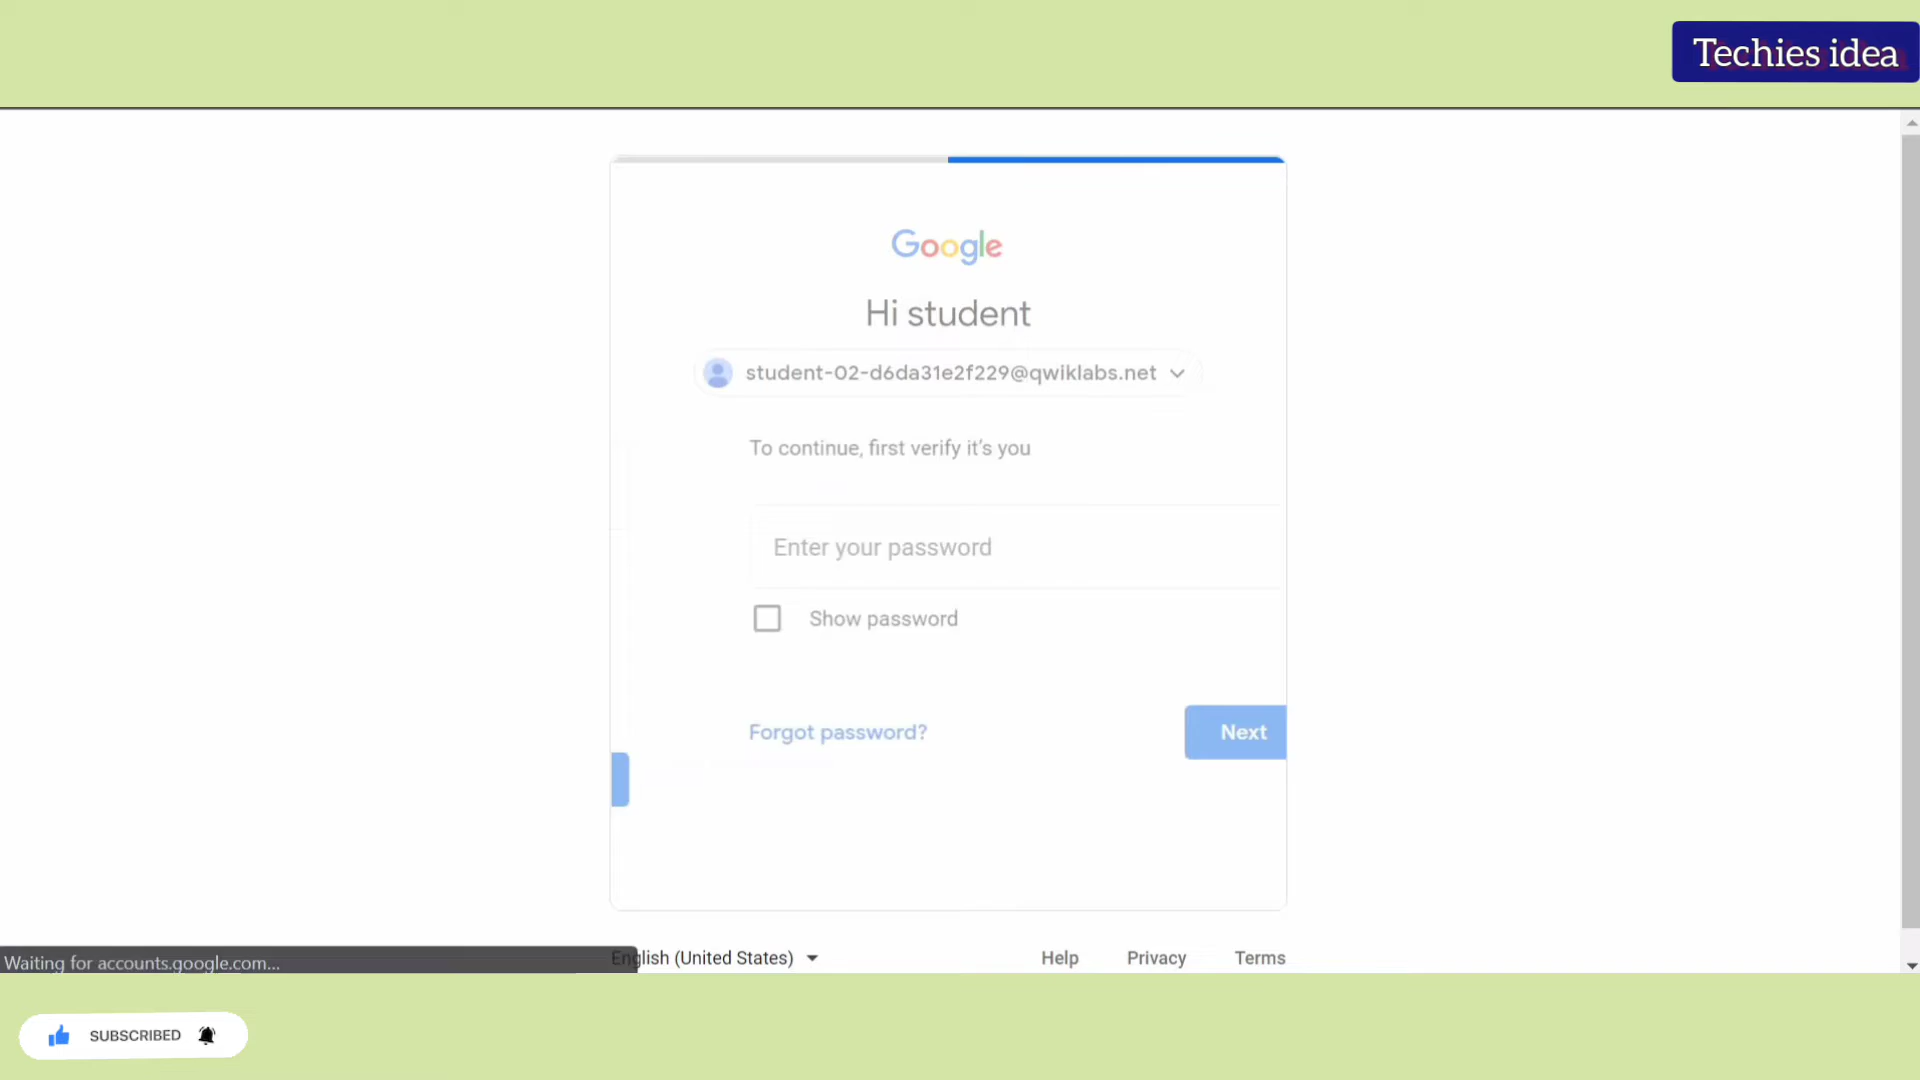 Techies idea
Google
Hi student
student-02-d6da31e2f229@qwiklabs.net
To continue, first verify it's you
Enter your password
Show password
Forgot password?
Next
English (United States)
Help
Privacy
Terms
Waiting for accounts.google.com...
SUBSCRIBED